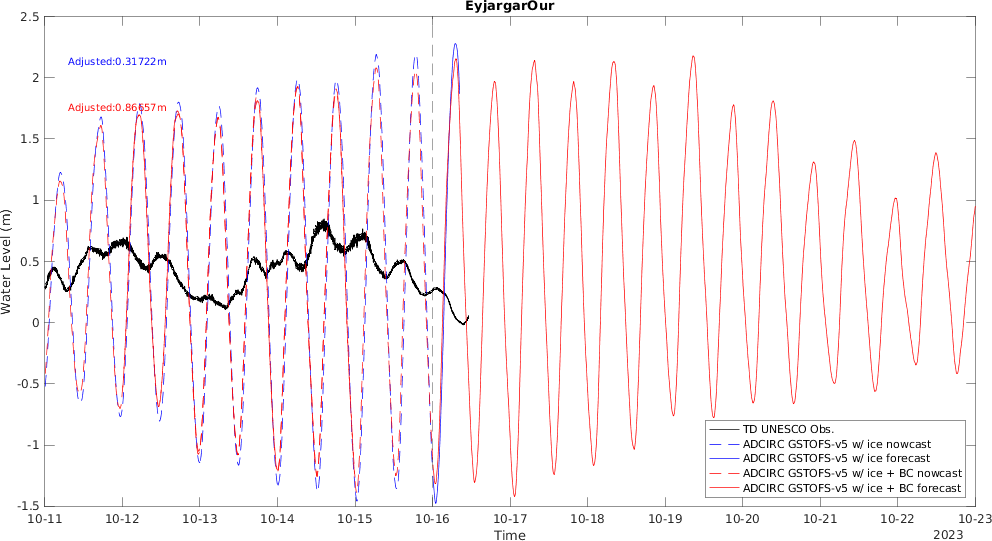 EyjargarOur
2.5
2
1.5
1
0.5
0
-0.5
-1
-1.5
Water Level (m)
Adjusted:0.31722m
Adjusted:0.86657m
TD UNESCO Obs.
ADCIRC GSTOFS-v5 w/ ice nowcast
ADCIRC GSTOFS-v5 w/ ice forecast
ADCIRC GSTOFS-v5 w/ ice + BC nowcast
ADCIRC GSTOFS-v5 w/ ice + BC forecast
10-11 10-12 10-13 10-14 10-15 10-16 10-17 10-18 10-19 10-20 10-21 10-22 10-23
Time
2023